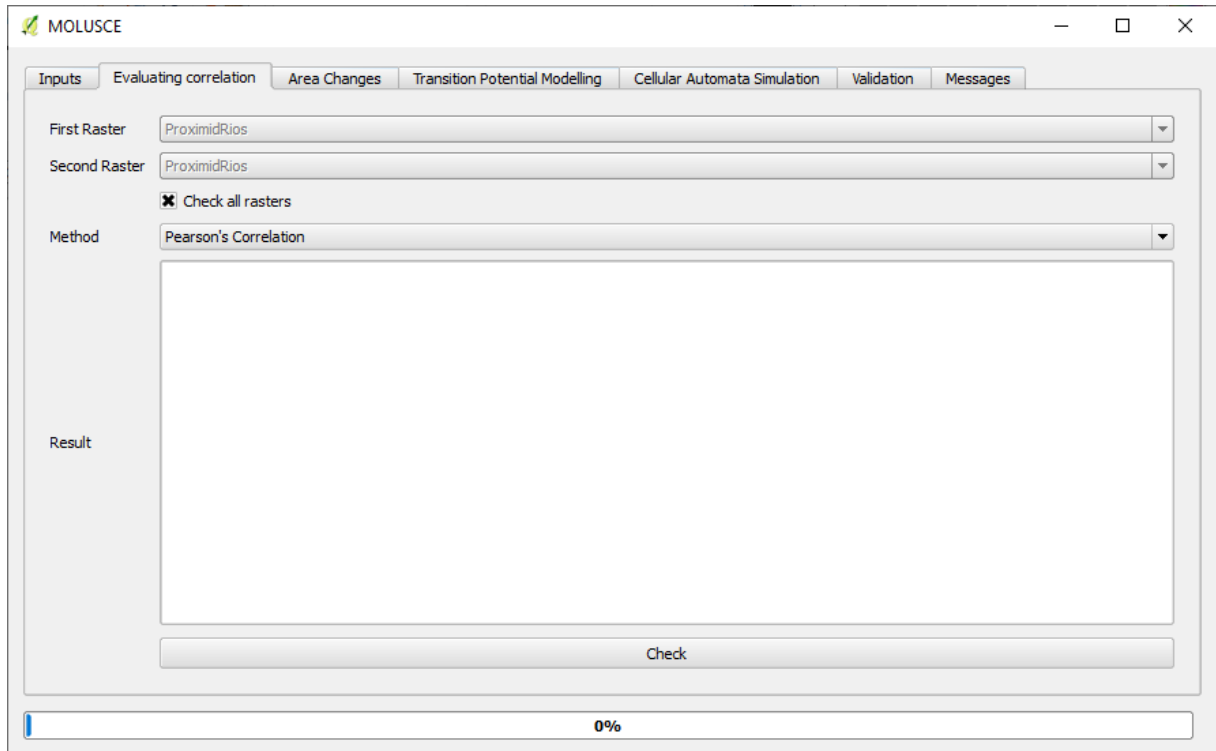 MOLUSCE
Inputs Evaluating correlation Area Changes Transition Potential Modelling Cellular Automata Simulation Validation Messages
First Raster ProximidRios
Second Raster ProximidRios
Check all rasters
Method Pearson's Correlation
Result
Check
0%